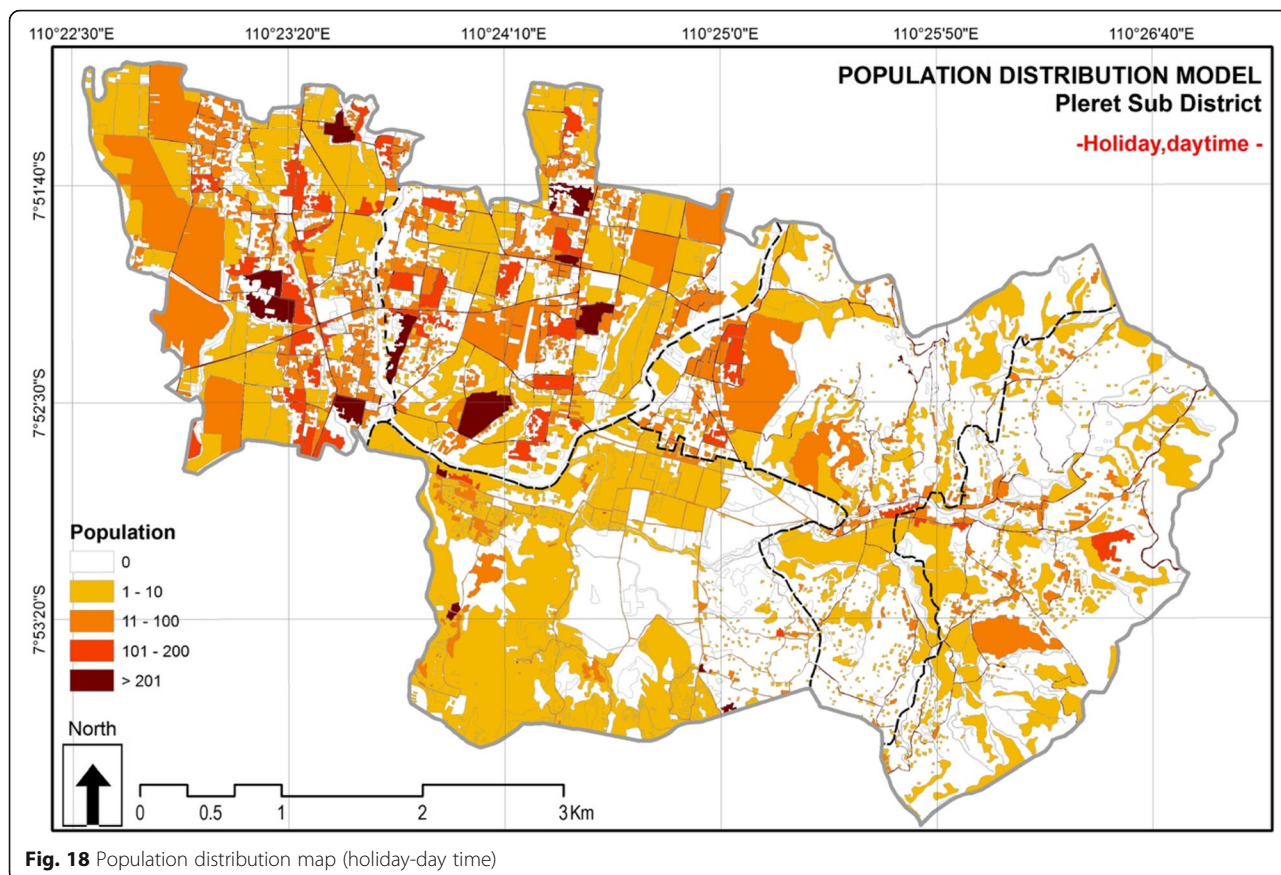 110°22'30"E 110°23'20"E 110°24'10"E 110°25'0"E 110°25'50"E 110°26'40"E
POPULATION DISTRIBUTION MODEL
Pleret Sub District
-Holiday,daytime -
7°51'40"S
7°52'30"S
7°53'20"S
Population
0
1 - 10
11 - 100
101 - 200
> 201
North
0 0.5 1 2 3Km
Fig. 18 Population distribution map (holiday-day time)